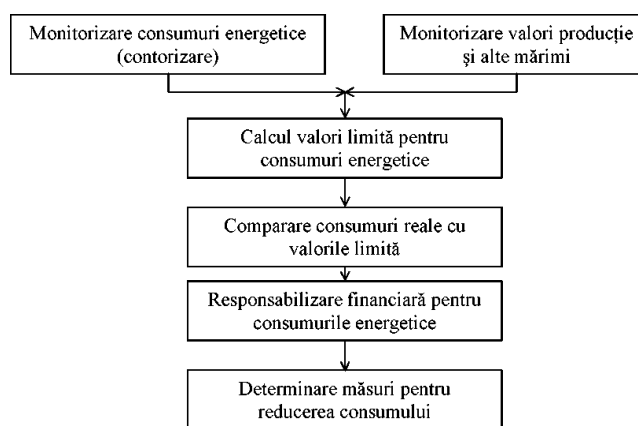 Monitorizare consumuri energetice
(contorizare)
Monitorizare valori producție
şi alte mărimi
Calcul valori limită pentru
consumuri energetice
Comparare consumuri reale cu
valorile limită
Responsabilizare financiară pentru
consumurile energetice
Determinare măsuri pentru
reducerea consumului